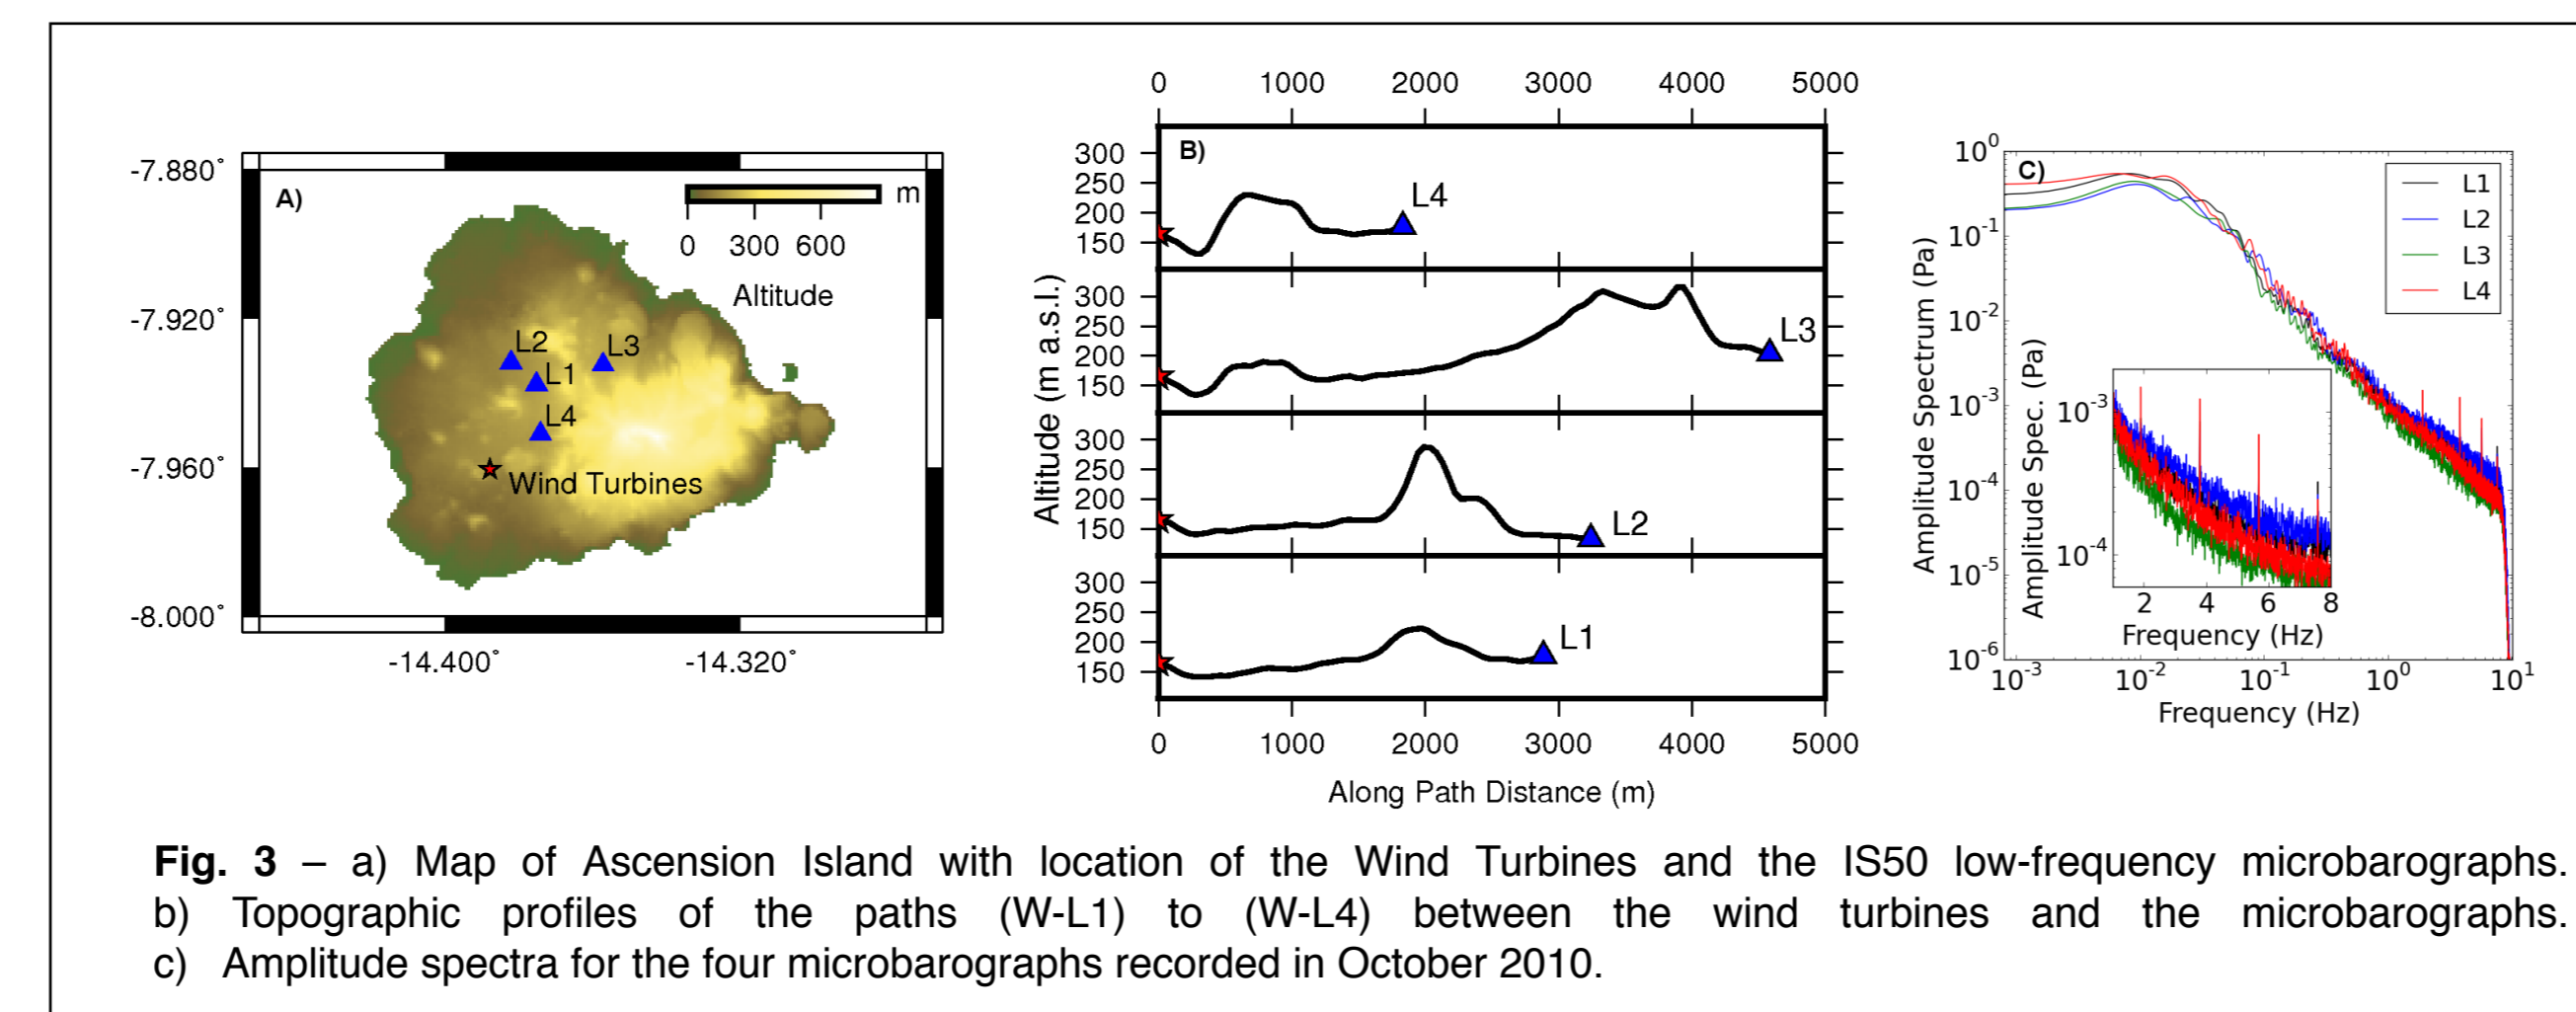 A)
-7.880°
-7.920°
-7.960°
-8.000°
-14.400°
-14.320°
m
0 300 600
Altitude
L2
L3
L1
L4
Wind Turbines
0 1000 2000 3000 4000 5000
B)
Altitude (m a.s.l.)
300
250
200
150
L4
300
250
200
150
L3
300
250
200
150
L2
300
250
200
150
L1
0 1000 2000 3000 4000 5000
Along Path Distance (m)
C)
Amplitude Spectrum (Pa)
10^0
10^-1
10^-2
10^-3
10^-4
10^-5
10^-6
L1
L2
L3
L4
Amplitude Spec. (Pa)
10^-3
10^-4
2 4 6 8
Frequency (Hz)
10^-3 10^-2 10^-1 10^0 10^1
Frequency (Hz)
Fig. 3 – a) Map of Ascension Island with location of the Wind Turbines and the IS50 low-frequency microbarographs.
b) Topographic profiles of the paths (W-L1) to (W-L4) between the wind turbines and the microbarographs.
c) Amplitude spectra for the four microbarographs recorded in October 2010.